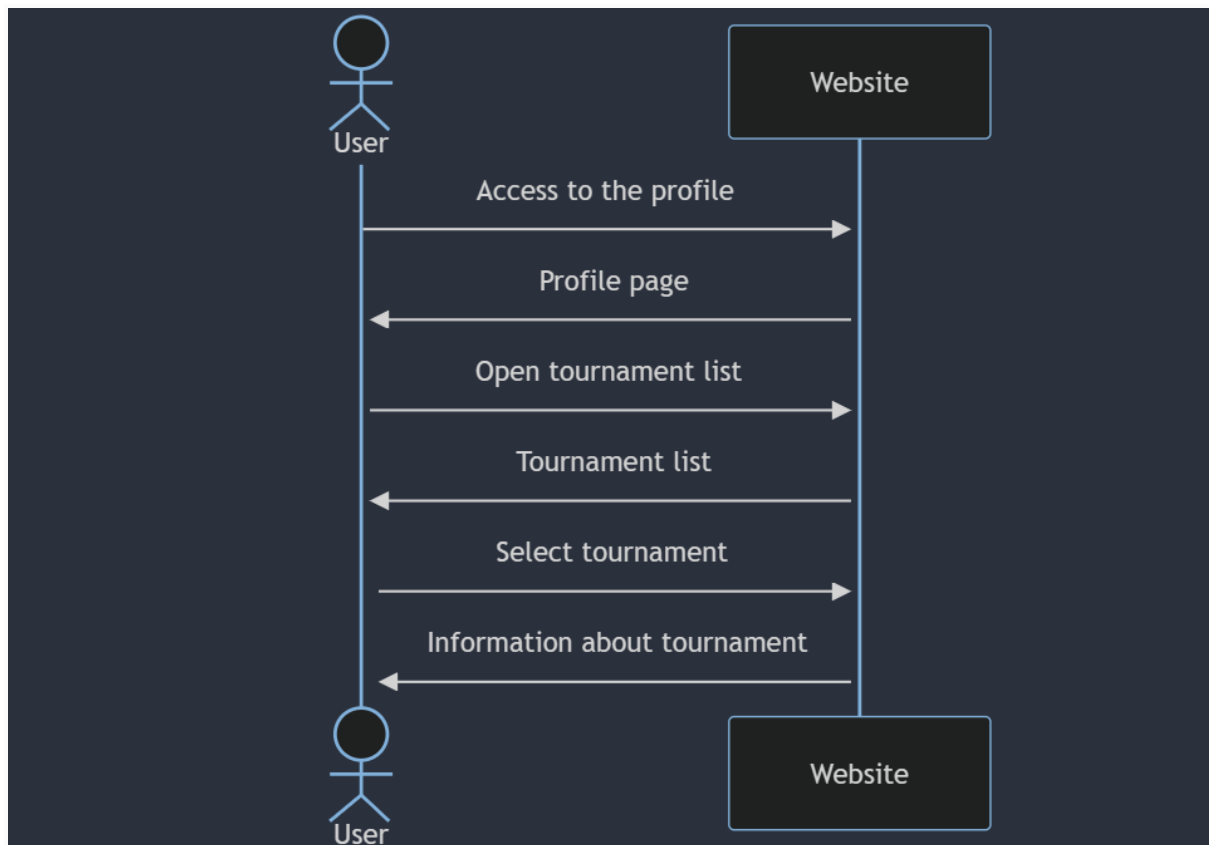 User
Website
Access to the profile
Profile page
Open tournament list
Tournament list
Select tournament
Information about tournament
User
Website